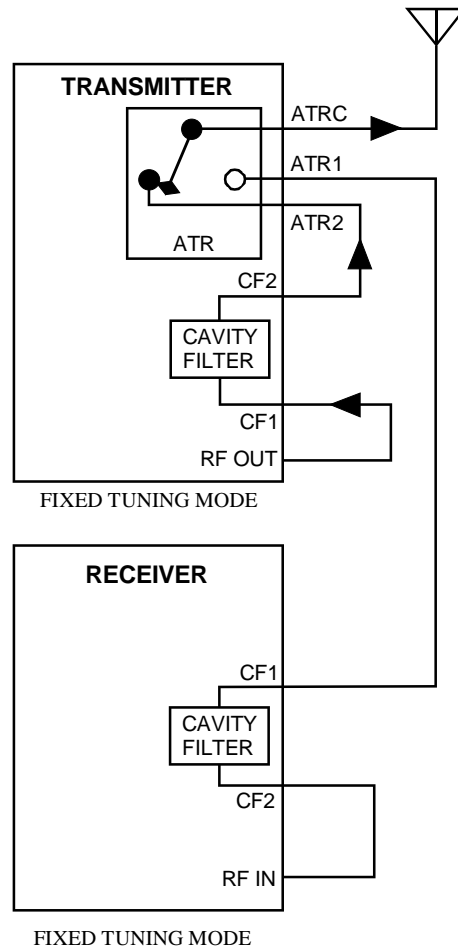 TRANSMITTER
ATRC
ATR1
ATR2
ATR
CF2
CAVITY
FILTER
CF1
RF OUT
FIXED TUNING MODE
RECEIVER
CF1
CAVITY
FILTER
CF2
RF IN
FIXED TUNING MODE